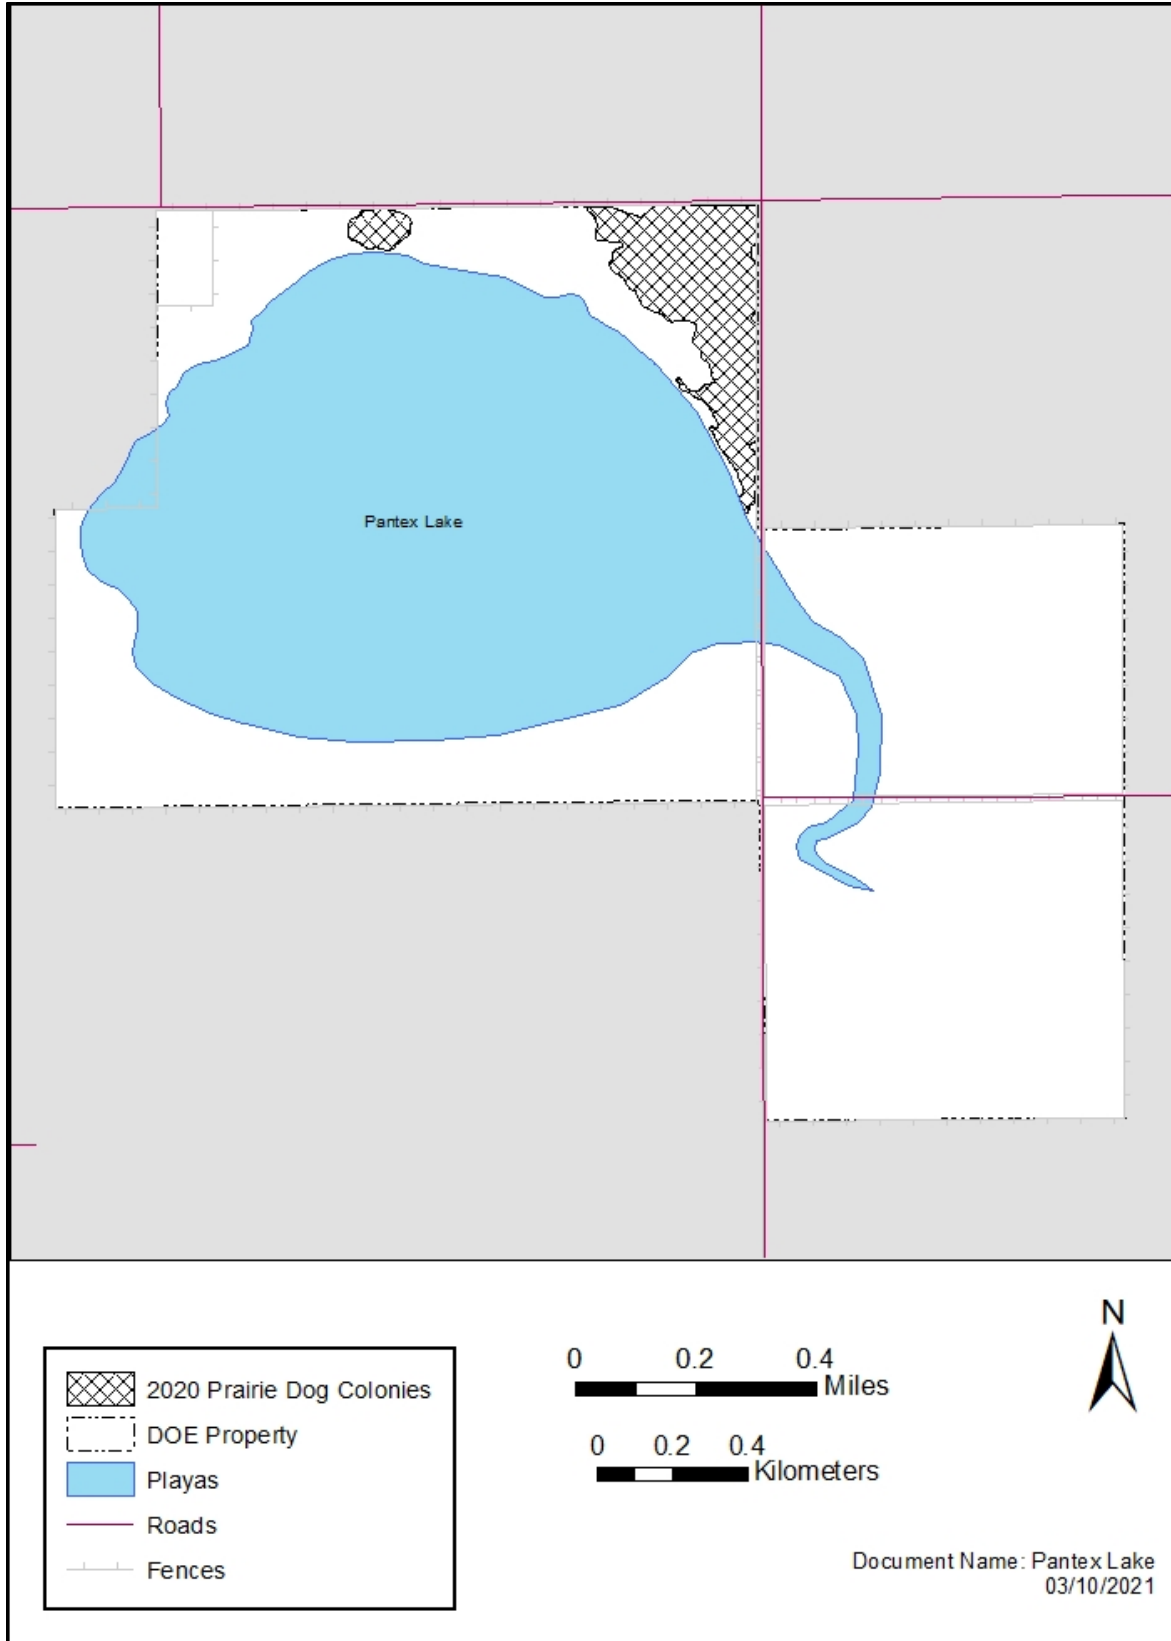 Pantex Lake
2020 Prairie Dog Colonies
DOE Property
Playas
Roads
Fences
0 0.2 0.4
Miles
0 0.2 0.4
Kilometers
N
Document Name: Pantex Lake
03/10/2021